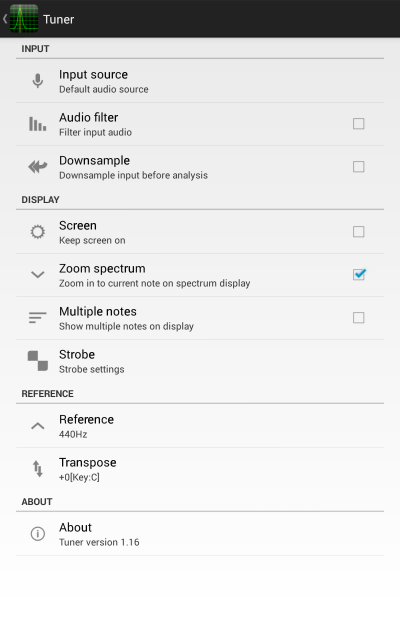 Tuner
INPUT
Input source
Default audio source
Audio filter
Filter input audio
Downsample
Downsample input before analysis
DISPLAY
Screen
Keep screen on
Zoom spectrum
Zoom in to current note on spectrum display
Multiple notes
Show multiple notes on display
Strobe
Strobe settings
REFERENCE
Reference
440Hz
Transpose
+0[Key:C]
ABOUT
About
Tuner version 1.16